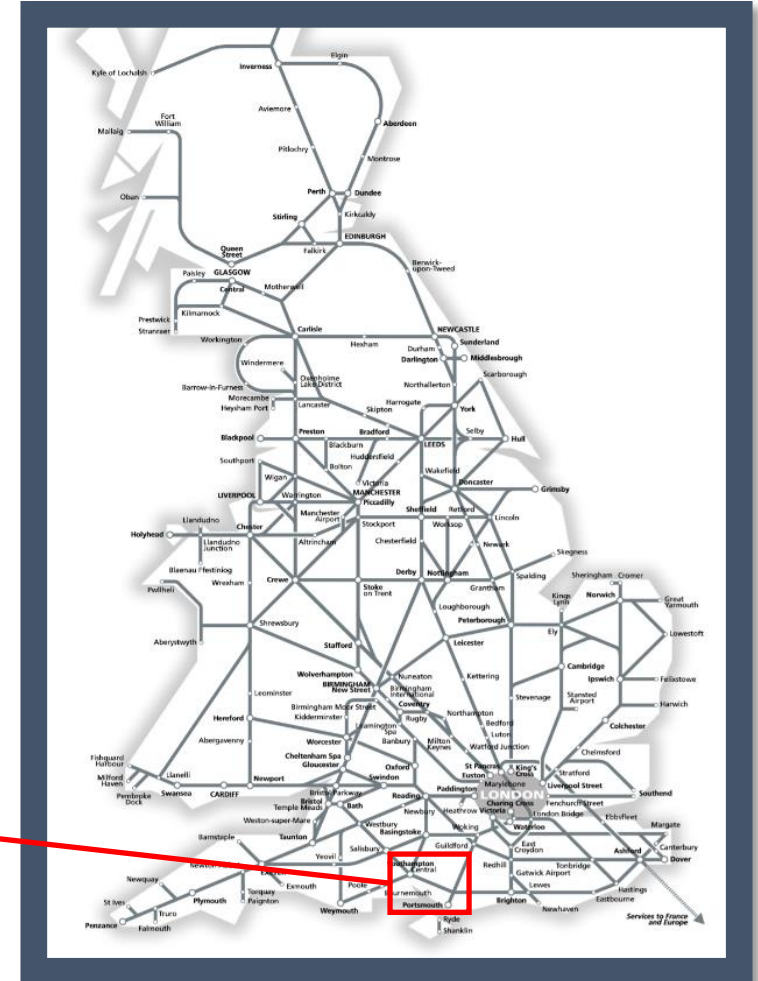 Elgin
Inverness
Kyle of Lochalsh
Aviemore
Aberdeen
Fort
William
Mallaig
Pitlochry
Montrose
Perth
Dundee
Oban
Stirling
Kirkcaldy
EDINBURGH
Falkirk
Queen
Street
GLASGOW
Central
Paisley
Motherwell
Berwick-
upon-Tweed
Prestwick
Kilmarnock
Stranraer
Carlisle
NEWCASTLE
Workington
Hexham
Durham
Sunderland
Darlington
Middlesbrough
Windermere
Oxenholme
Lake District
Northallerton
Scarborough
Barrow-in-Furness
Morecambe
Heysham Port
Lancaster
Harrogate
York
Skipton
Preston
Bradford
Selby
Blackpool
Blackburn
LEEDS
Hull
Huddersfield
Southport
Bolton
Wakefield
Wigan
Victoria
MANCHESTER
Piccadilly
Doncaster
Grimsby
LIVERPOOL
Warrington
Manchester
Airport
Sheffield
Retford
Llandudno
Stockport
Worksop
Lincoln
Holyhead
Chester
Llandudno
Junction
Altrincham
Chesterfield
Newark
Skegness
Blaenau Ffestiniog
Derby
Nottingham
Sheringham
Cromer
Pwllheli
Wrexham
Crewe
Stoke
on Trent
Grantham
Spalding
Kings
Lynn
Norwich
Great
Yarmouth
Loughborough
Shrewsbury
Peterborough
Ely
Lowestoft
Aberystwyth
Stafford
Leicester
Cambridge
Wolverhampton
BIRMINGHAM
New Street
Nuneaton
Birmingham
International
Kettering
Ipswich
Felixstowe
Leominster
Birmingham Moor Street
Coventry
Stevenage
Stansted
Airport
Harwich
Kidderminster
Rugby
Northampton
Hereford
Leamington
Spa
Bedford
Colchester
Abergavenny
Worcester
Banbury
Milton
Keynes
Luton
Watford Junction
Chelmsford
Fishguard
Harbour
Cheltenham Spa
Gloucester
Oxford
St Pancras
Euston
King's
Cross
Stratford
Milford
Haven
Llanelli
Newport
Swindon
Marylebone
Liverpool Street
Pembroke
Dock
Swansea
CARDIFF
Bristol Parkway
Reading
Paddington
LONDON
Southend
Bristol
Temple Meads
Bath
Newbury
Heathrow
Victoria
Charing Cross
Fenchurch Street
Weston-super-Mare
Westbury
London Bridge
Ebbsfleet
Basingstoke
Woking
Waterloo
Margate
Barnstaple
Taunton
Salisbury
Guildford
East
Croydon
Canterbury
Yeovil
Redhill
Tonbridge
Ashford
Dover
Central
Gatwick Airport
Newquay
Exmouth
Poole
Bournemouth
Lewes
Hastings
St Ives
Plymouth
Torquay
Paignton
Weymouth
Portsmouth
Brighton
Eastbourne
Truro
Newhaven
Penzance
Falmouth
Ryde
Shanklin
Services to France
and Europe